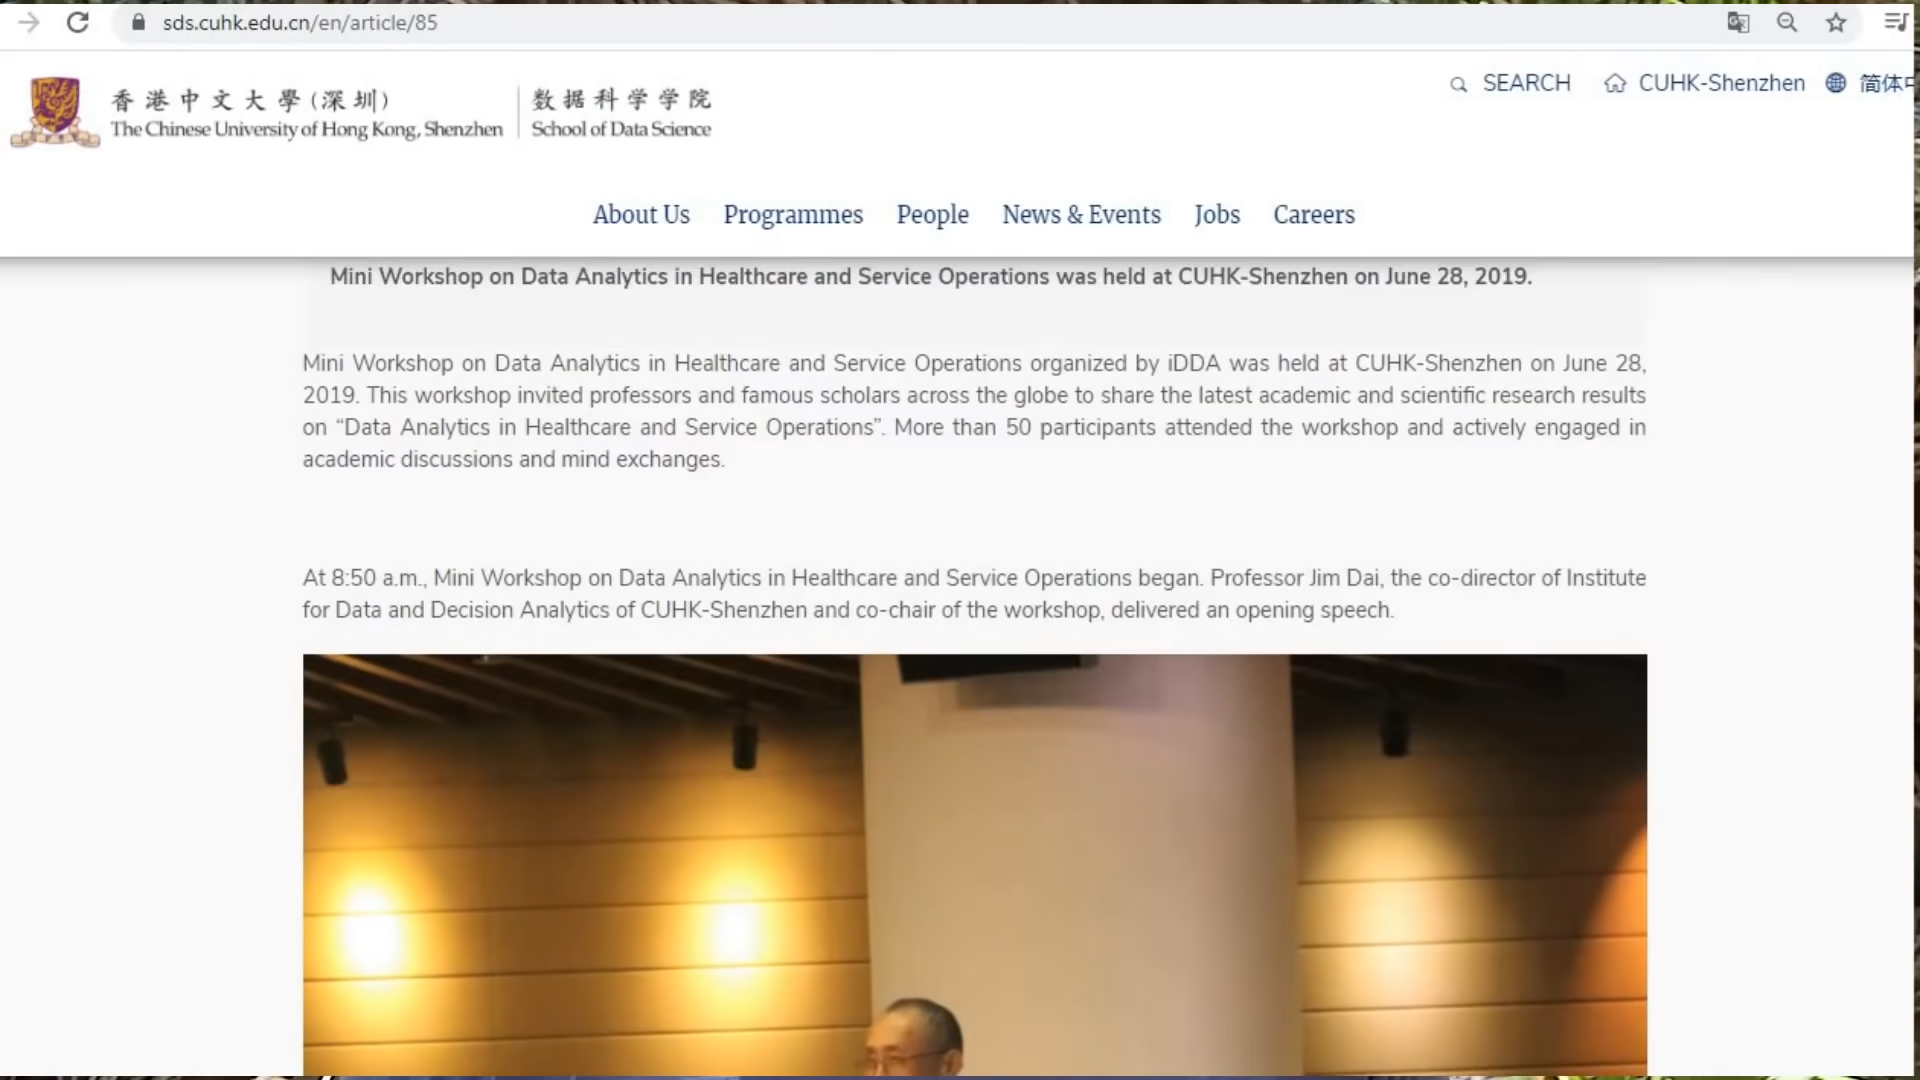 sds.cuhk.edu.cn/en/article/85
香港中文大學(深圳)
The Chinese University of Hong Kong, Shenzhen
数据科学学院
School of Data Science
SEARCH CUHK-Shenzhen 简体中
About Us Programmes People News & Events Jobs Careers
Mini Workshop on Data Analytics in Healthcare and Service Operations was held at CUHK-Shenzhen on June 28, 2019.
Mini Workshop on Data Analytics in Healthcare and Service Operations organized by iDDA was held at CUHK-Shenzhen on June 28,
2019. This workshop invited professors and famous scholars across the globe to share the latest academic and scientific research results
on “Data Analytics in Healthcare and Service Operations”. More than 50 participants attended the workshop and actively engaged in
academic discussions and mind exchanges.
At 8:50 a.m., Mini Workshop on Data Analytics in Healthcare and Service Operations began. Professor Jim Dai, the co-director of Institute
for Data and Decision Analytics of CUHK-Shenzhen and co-chair of the workshop, delivered an opening speech.